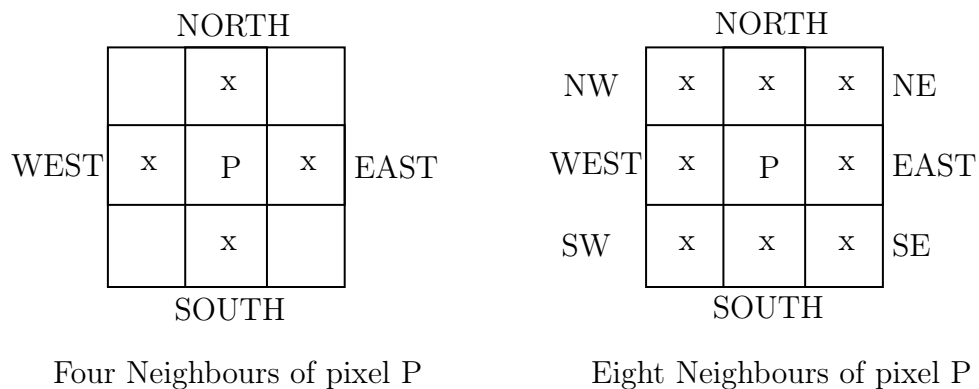 NORTH
x
WEST x P x EAST
x
SOUTH
Four Neighbours of pixel P
NORTH
NW x x x NE
WEST x P x EAST
SW x x x SE
SOUTH
Eight Neighbours of pixel P